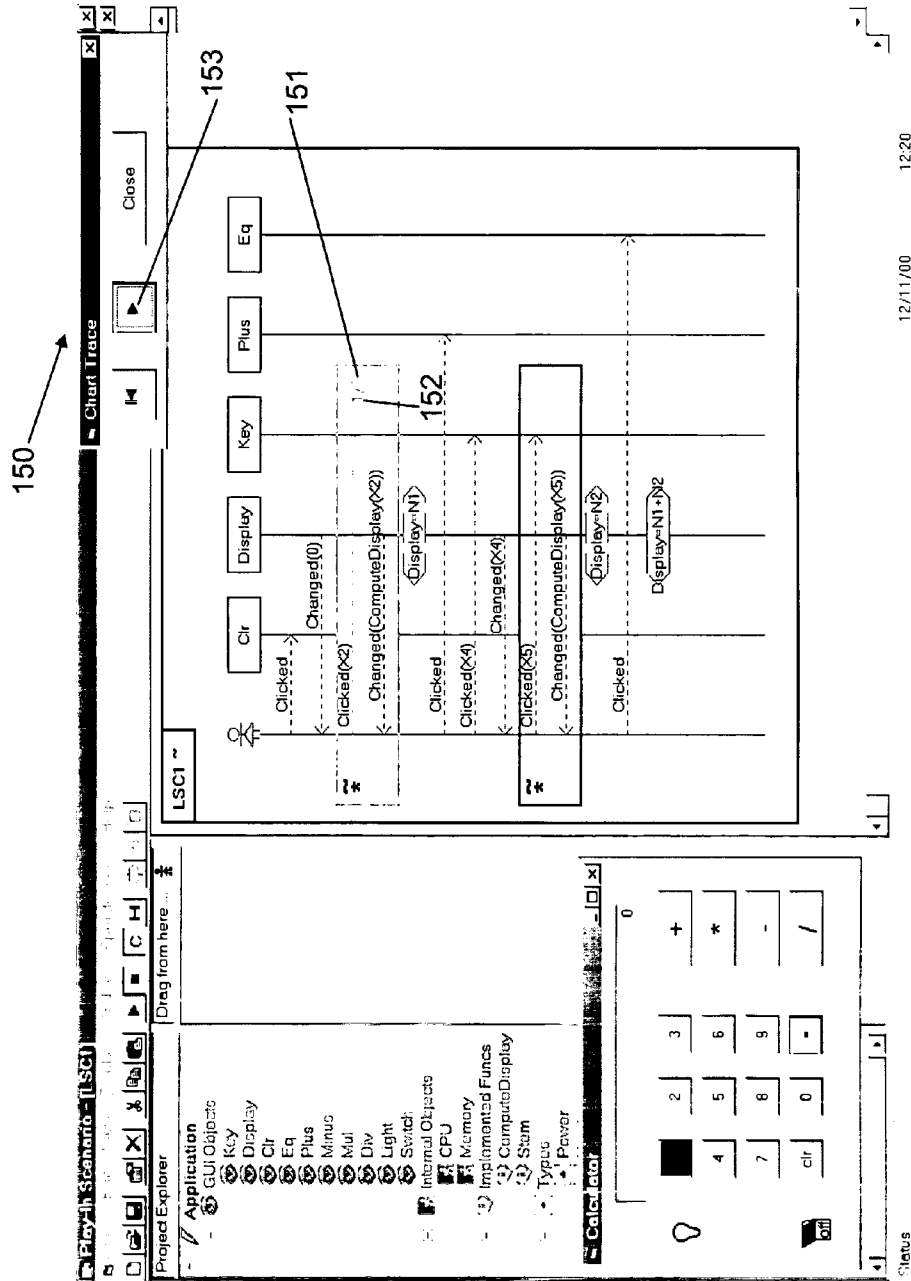 150
Play-In Scenario - [LSC1]
Project Explorer
Application
GUI Objects
Key
Display
Clr
Eq
Plus
Minus
Mul
Div
Light
Switch
Internal Objects
CPU
Memory
Implemented Funcs
ComputeDisplay
Stam
Types
Power
Drag from here ...
Calculator
0
2
3
+
4
5
6
*
7
8
9
-
clr
0
=
/
off
Status
Chart Trace
Close
153
151
152
LSC1 ~
Clr
Display
Key
Plus
Eq
Clicked
Changed(0)
Clicked(X2)
Changed(ComputeDisplay(X2))
Display=N1
Clicked
Clicked(X4)
Changed(X4)
Clicked(X5)
Changed(ComputeDisplay(X5))
Display=N2
Clicked
Display=N1+N2
12/11/00
12:20